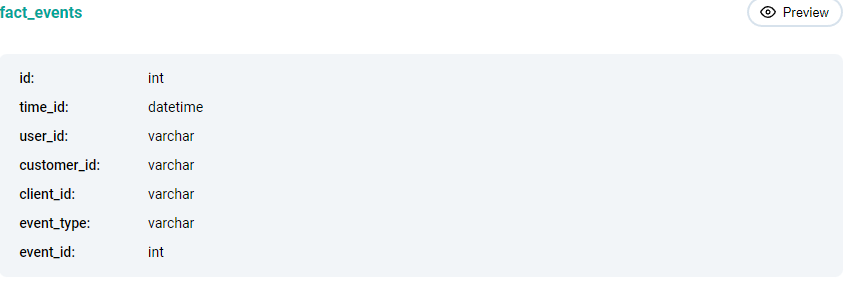 fact_events
Preview
id: int
time_id: datetime
user_id: varchar
customer_id: varchar
client_id: varchar
event_type: varchar
event_id: int